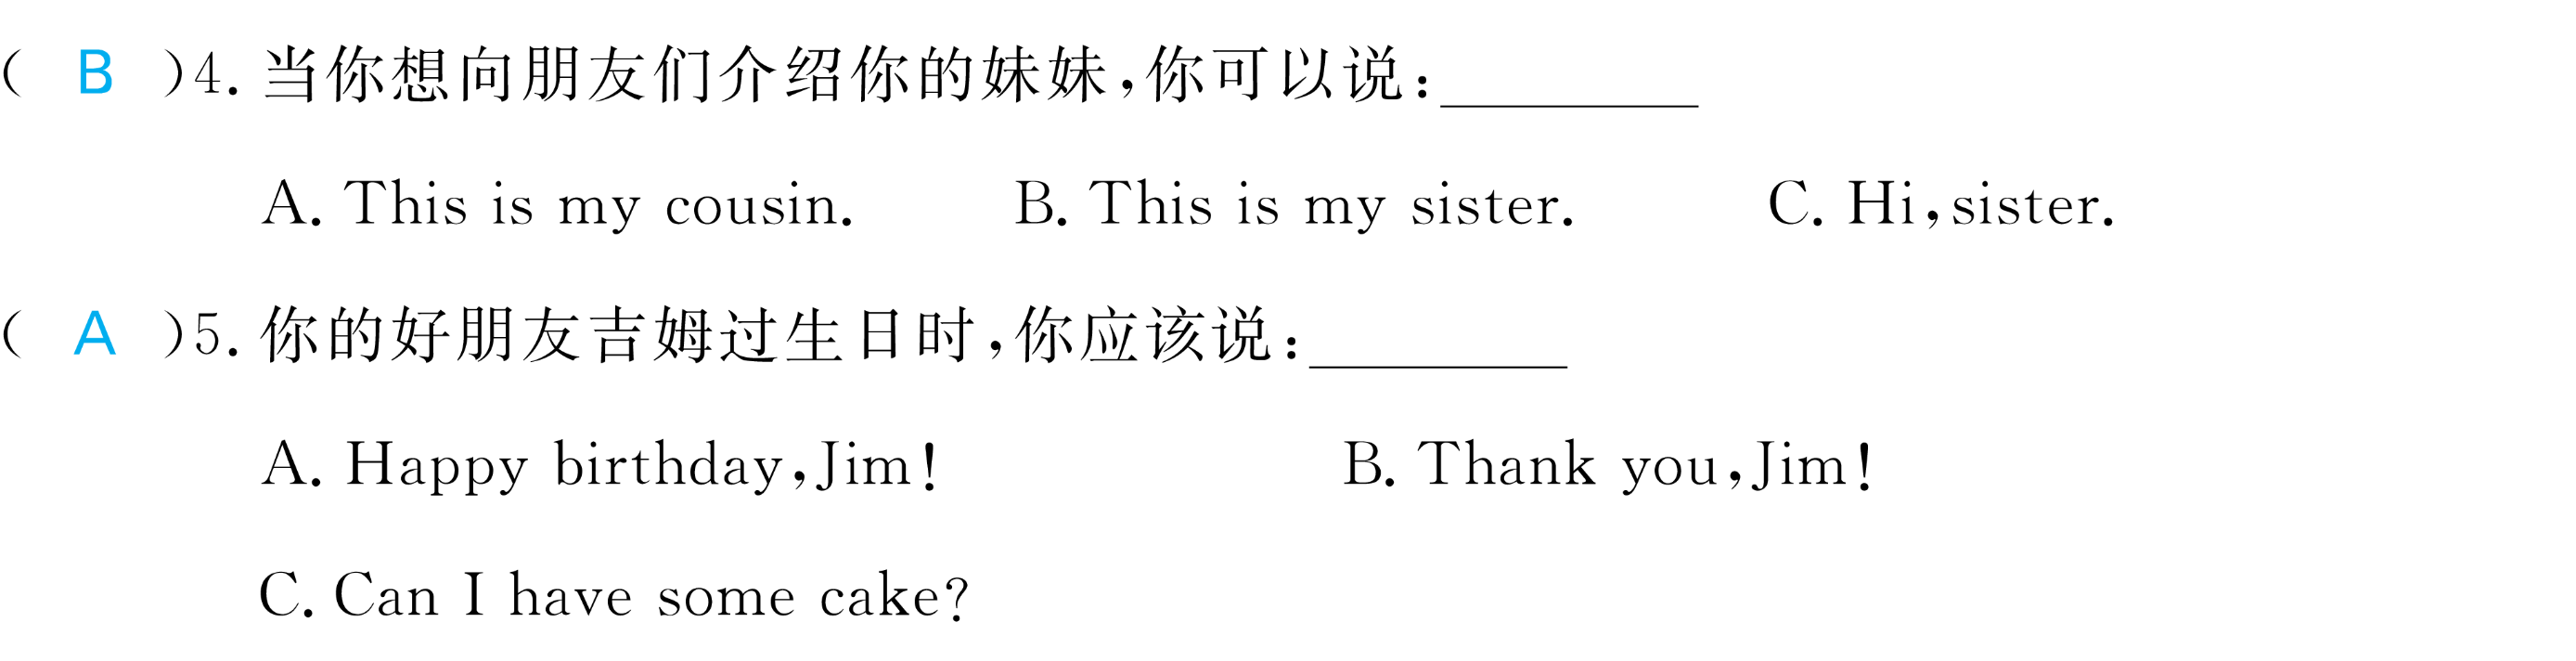 ( B )4. 当你想向朋友们介绍你的妹妹,你可以说:________
A. This is my cousin. B. This is my sister. C. Hi,sister.
( A )5. 你的好朋友吉姆过生日时,你应该说:________
A. Happy birthday,Jim! B. Thank you,Jim!
C. Can I have some cake?